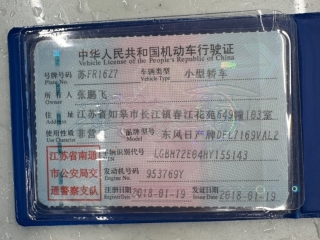 中华人民共和国机动车行驶证
Vehicle License of the People's Republic of China
号牌号码 苏FR16Z7 车辆类型 小型轿车
Plate No. Vehicle Type
所有人 张鹏飞
Owner
住址 江苏省如皋市长江镇春江花苑649幢103室
Address
使用性质 非营 品牌型号 东风日产牌DFL7169VAL2
Use Character Model
江苏省南通 车辆识别代号 LGBH7ZE04HY155143
市公安局交 发动机号码 953769Y
Engine No.
巡警察支队 注册日期 2018-01-19 发证日期 2018-01-19
Register Date Issue Date